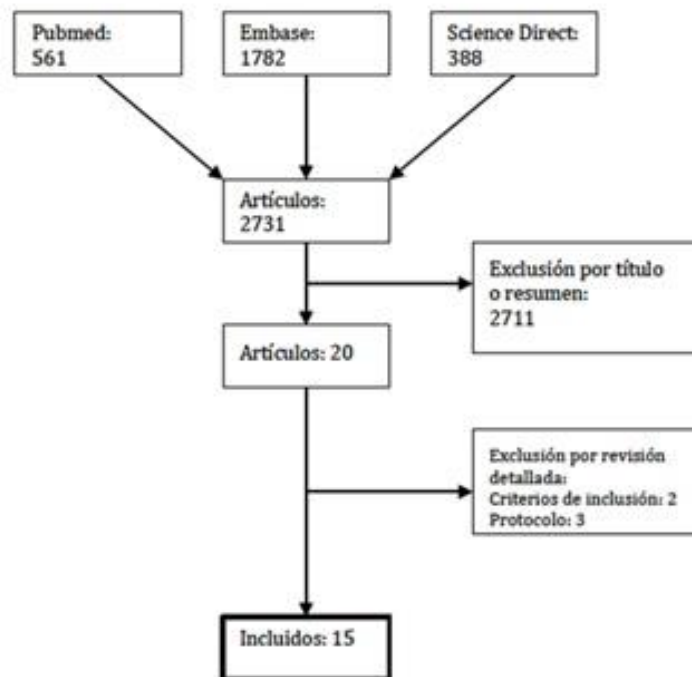 Pubmed:
561
Embase:
1782
Science Direct:
388
Artículos:
2731
Exclusión por título
o resumen:
2711
Artículos: 20
Exclusión por revisión
detallada:
Criterios de inclusión: 2
Protocolo: 3
Incluidos: 15